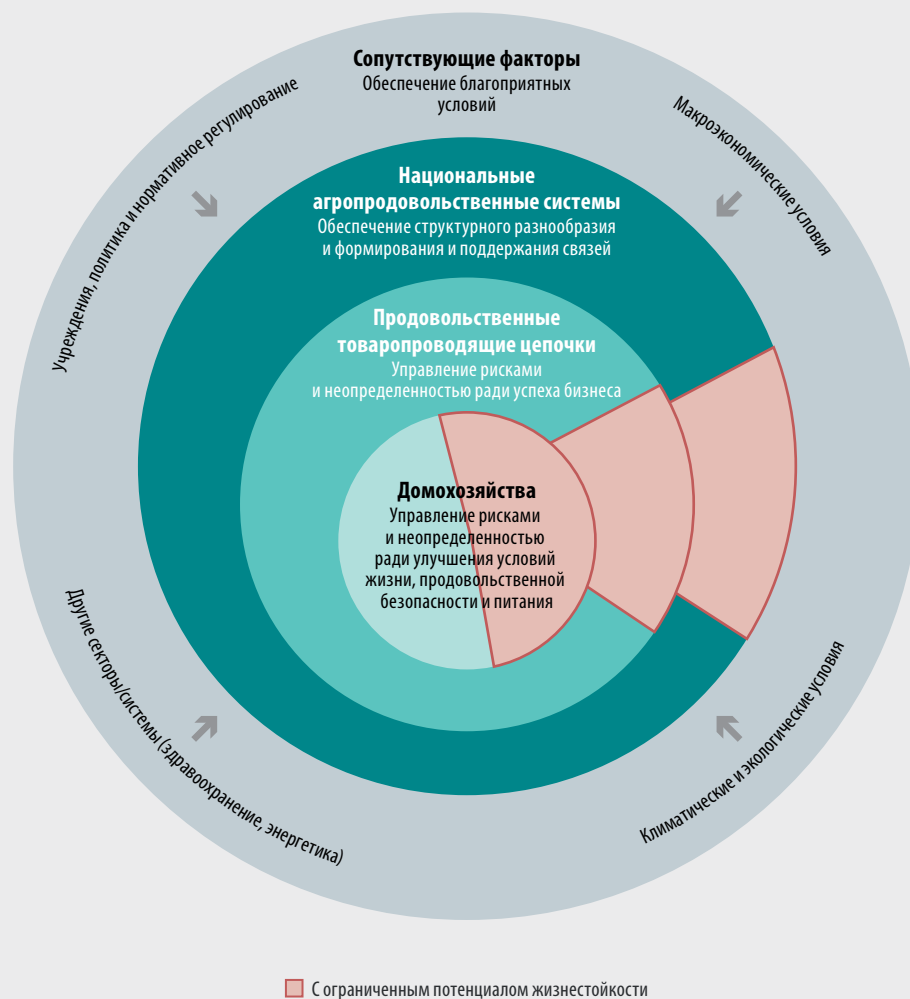 Сопутствующие факторы
Обеспечение благоприятных
условий
Учреждения, политика и нормативное регулирование
Макроэкономические условия
Национальные
агропродовольственные системы
Обеспечение структурного разнообразия
и формирования и поддержания связей
Продовольственные
товаропроводящие цепочки
Управление рисками
и неопределенностью ради успеха бизнеса
Домохозяйства
Управление рисками
и неопределенностью
ради улучшения условий
жизни, продовольственной
безопасности и питания
Другие секторы/системы (здравоохранение, энергетика)
Климатические и экологические условия
С ограниченным потенциалом жизнестойкости